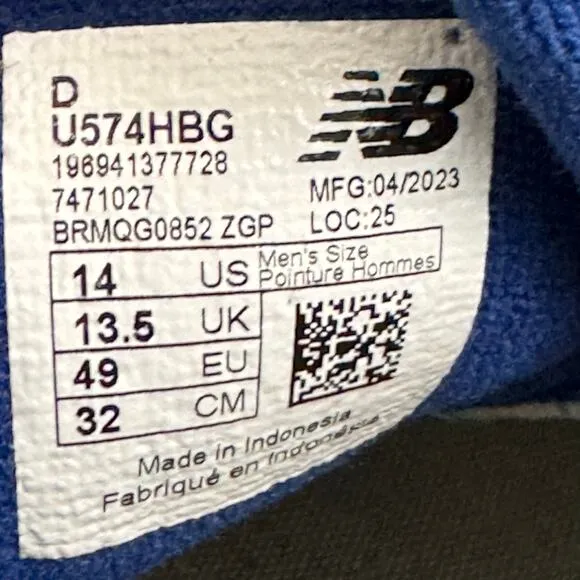 D
U574HBG
196941377728
7471027
BRMQG0852 ZGP
NB
MFG:04/2023
LOC:25
Men's Size
Pointure Hommes
14 US
13.5 UK
49 EU
32 CM
Made in Indonesia
Fabriqué en Indonésie